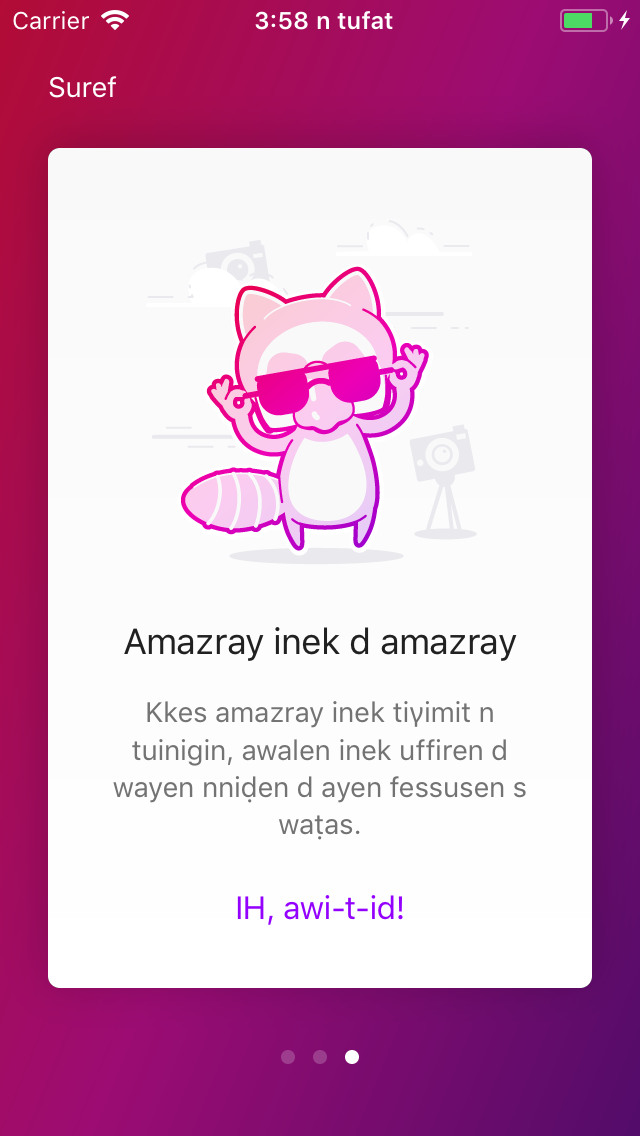 Carrier 3:58 n tufat
Suref
Amazray inek d amazray
Kkes amazray inek tiɣimit n
tuinigin, awalen inek uffiren d
wayen nniḍen d ayen fessusen s
waṭas.
IH, awi-t-id!